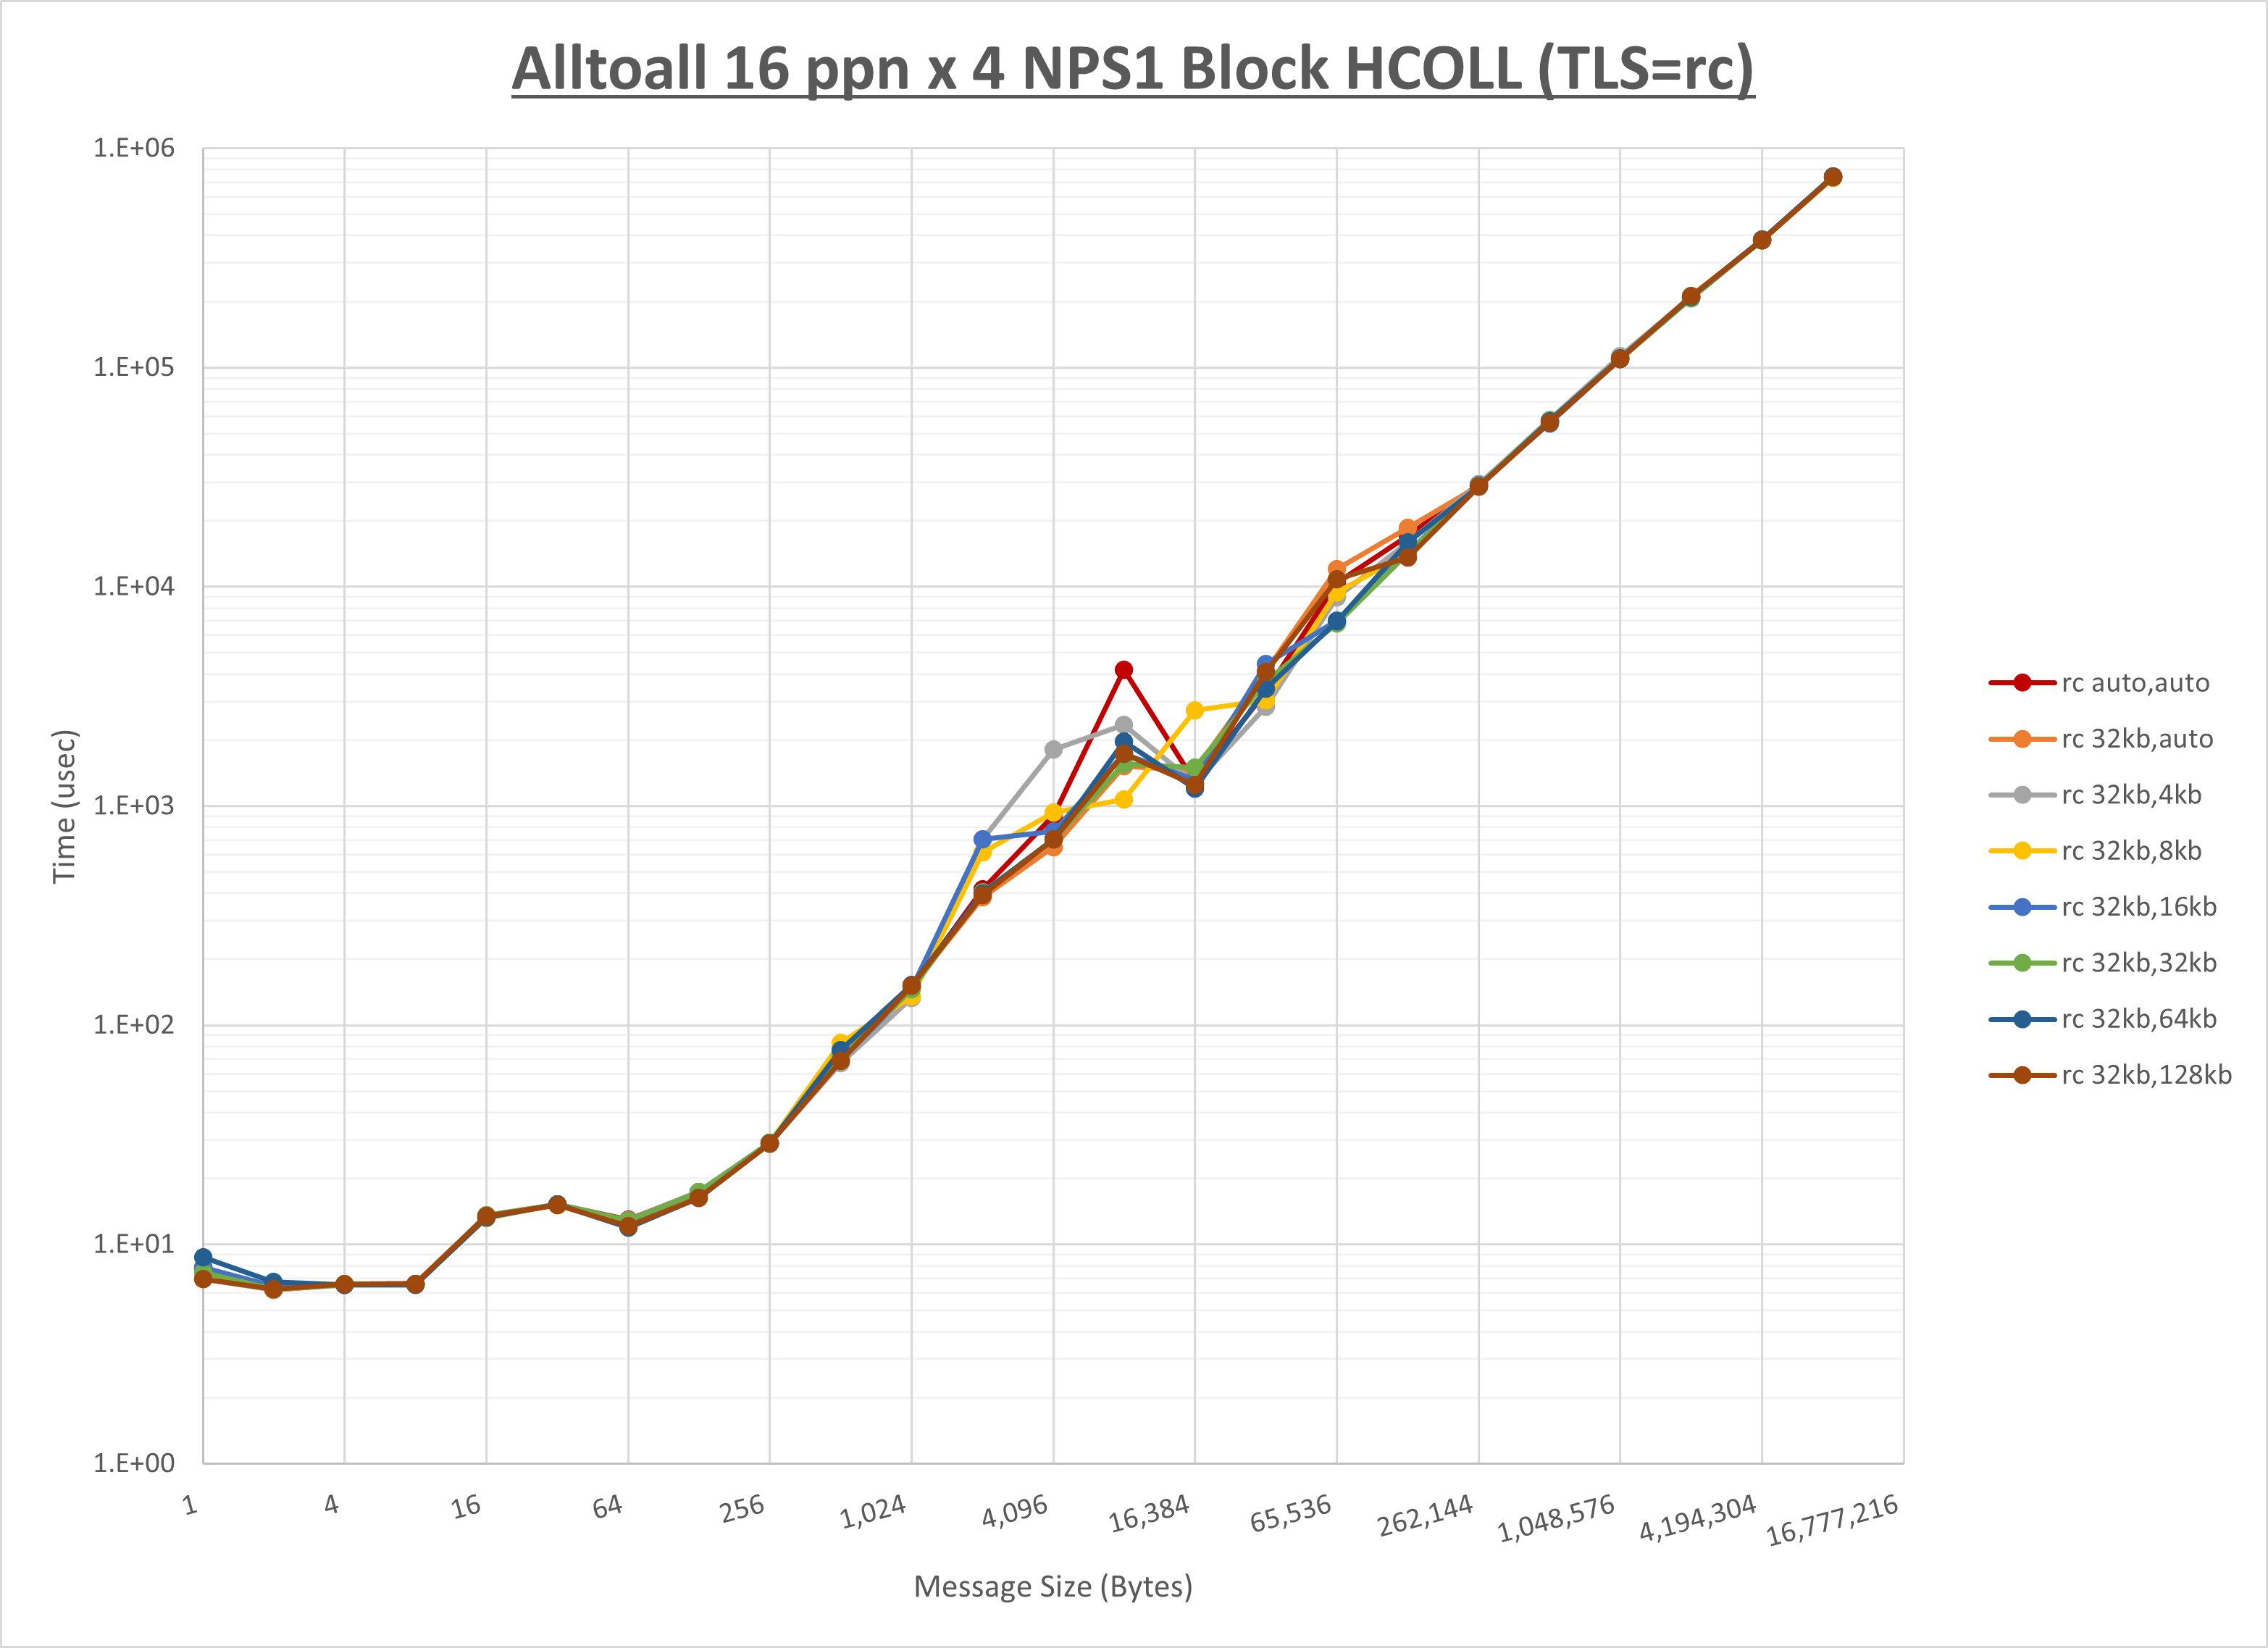 Alltoall 16 ppn x 4 NPS1 Block HCOLL (TLS=rc)
1.E+06
1.E+05
1.E+04
1.E+03
1.E+02
1.E+01
1.E+00
Time (usec)
1
4
16
64
256
1,024
4,096
16,384
65,536
262,144
1,048,576
4,194,304
16,777,216
Message Size (Bytes)
rc auto,auto
rc 32kb,auto
rc 32kb,4kb
rc 32kb,8kb
rc 32kb,16kb
rc 32kb,32kb
rc 32kb,64kb
rc 32kb,128kb